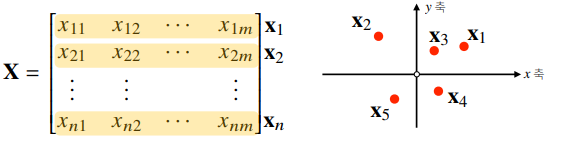 X = [x11 x12 ⋯ x1m] x1
[x21 x22 ⋯ x2m] x2
⋮ ⋮ ⋮
[xn1 xn2 ⋯ xnm] xn
y 축
x2
x3 x1
x 축
x4
x5